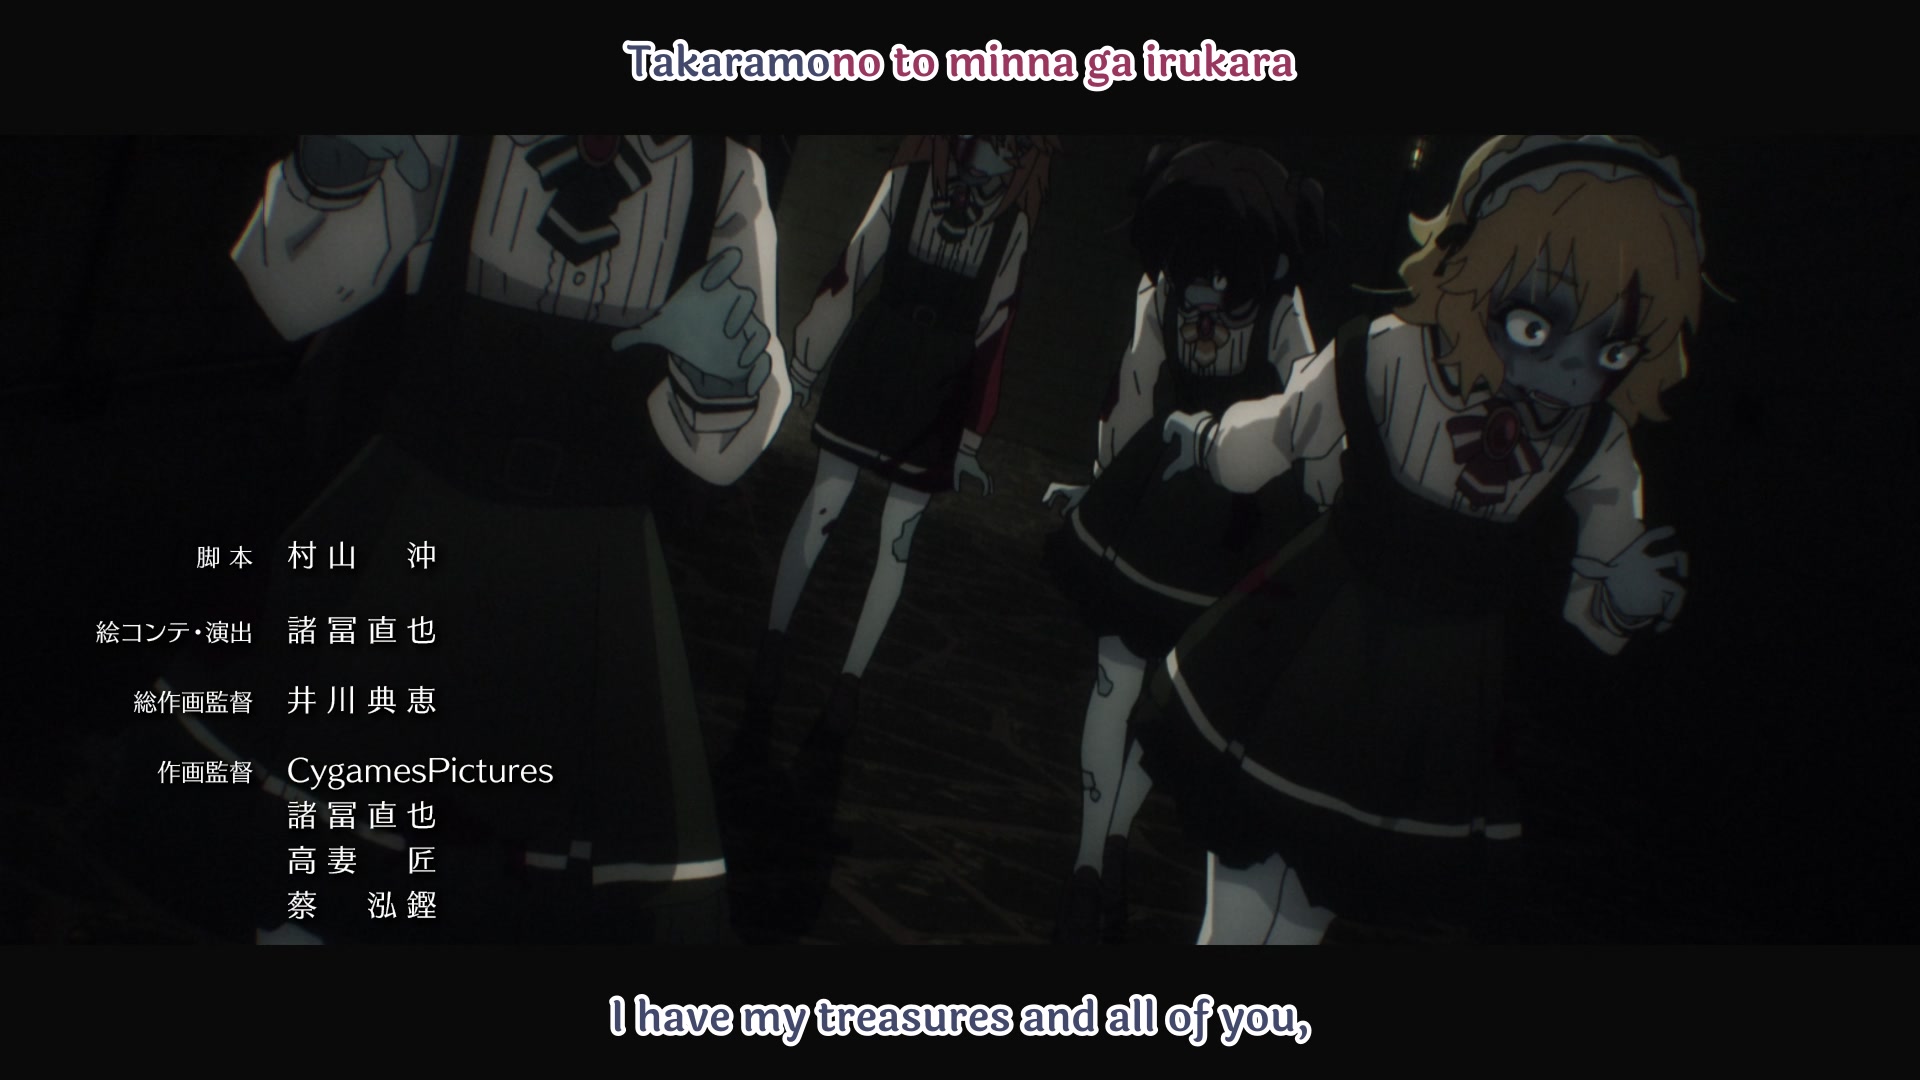 Takaramono to minna ga irukara
脚本 村山 沖
絵コンテ・演出 諸冨直也
総作画監督 井川典恵
作画監督 CygamesPictures
諸冨直也
高妻 匠
蔡 泓鏗
I have my treasures and all of you,